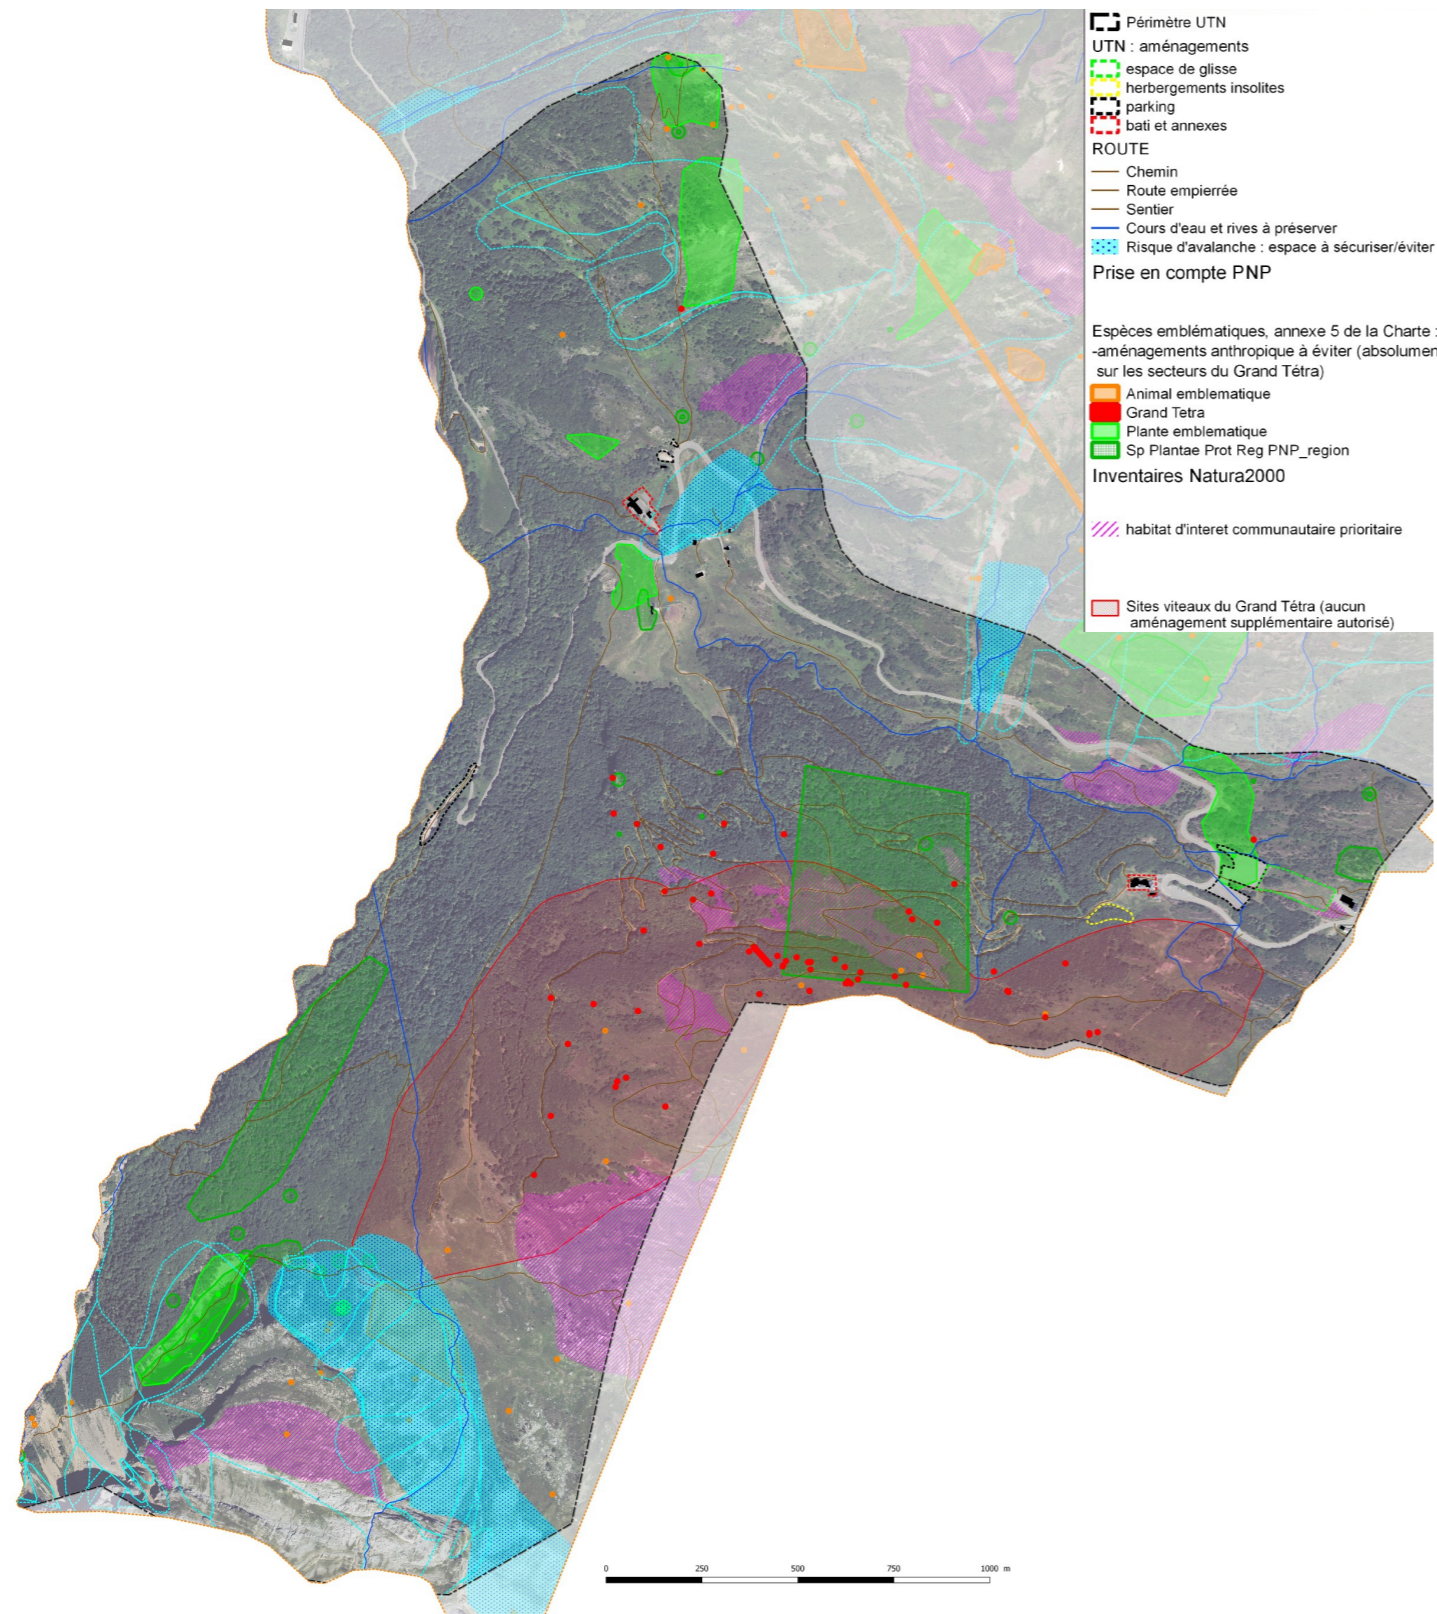 Périmètre UTN
UTN : aménagements
espace de glisse
herbergements insolites
parking
bati et annexes
ROUTE
Chemin
Route empierrée
Sentier
Cours d'eau et rives à préserver
Risque d'avalanche : espace à sécuriser/éviter
Prise en compte PNP
Espèces emblématiques, annexe 5 de la Charte :
-aménagements anthropique à éviter (absolumen
sur les secteurs du Grand Tétra)
Animal emblematique
Grand Tetra
Plante emblematique
Sp Plantae Prot Reg PNP_region
Inventaires Natura2000
habitat d'interet communautaire prioritaire
Sites viteaux du Grand Tétra (aucun
aménagement supplémentaire autorisé)
0 250 500 750 1000 m